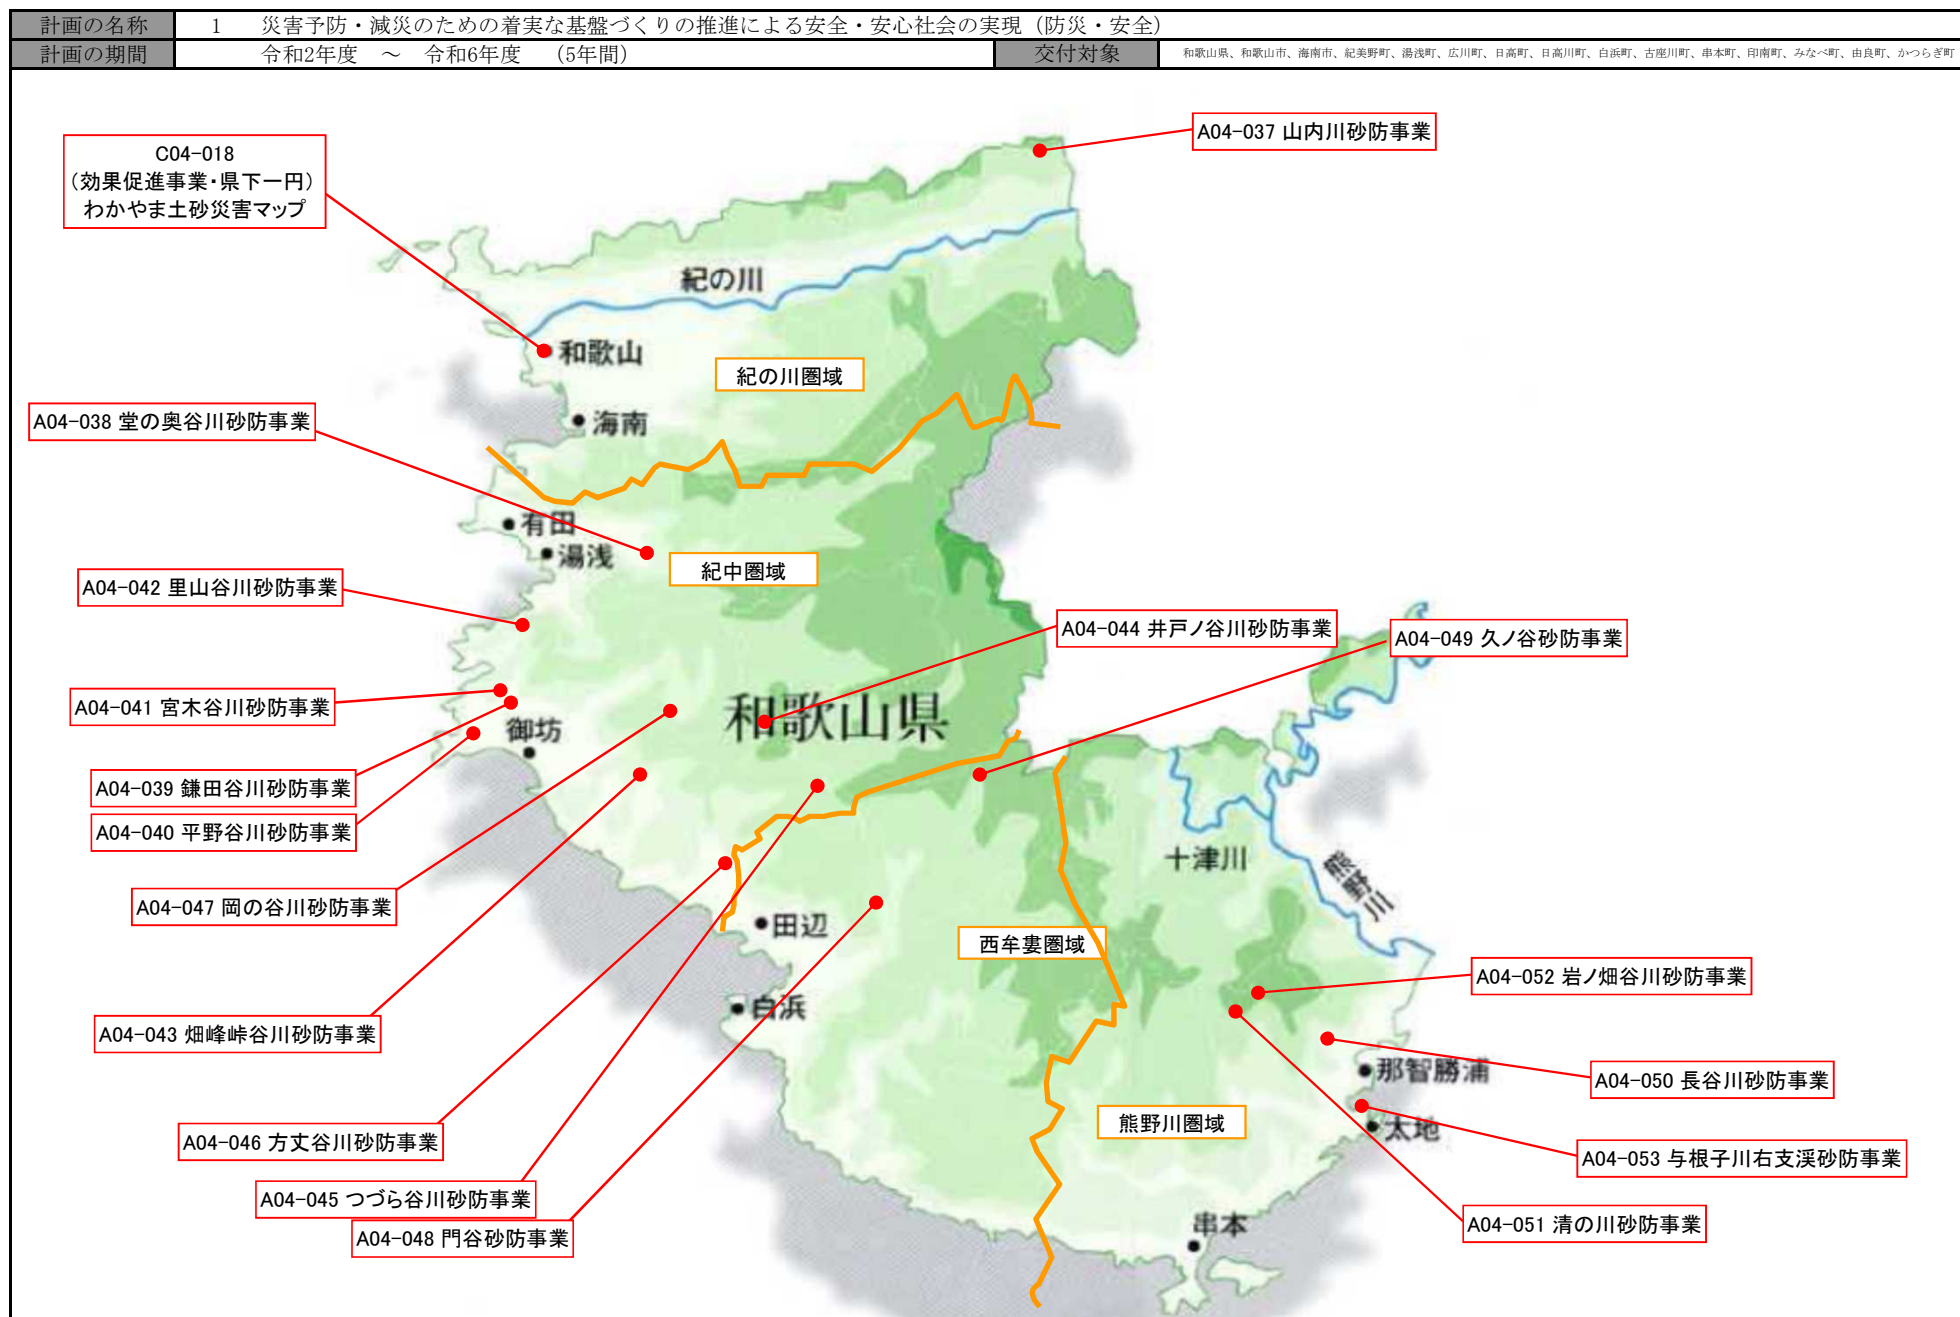 計画の名称 1 災害予防・減災のための着実な基盤づくりの推進による安全・安心社会の実現（防災・安全）
計画の期間 令和2年度 ～ 令和6年度 （5年間） 交付対象 和歌山県、和歌山市、海南市、紀美野町、湯浅町、広川町、日高町、日高川町、白浜町、古座川町、串本町、印南町、みなべ町、由良町、かつらぎ町
A04-037 山内川砂防事業
C04-018
（効果促進事業・県下一円）
わかやま土砂災害マップ
紀の川
和歌山
紀の川圏域
A04-038 堂の奥谷川砂防事業
海南
有田
湯浅
紀中圏域
A04-042 里山谷川砂防事業
A04-044 井戸ノ谷川砂防事業
A04-049 久ノ谷砂防事業
A04-041 宮木谷川砂防事業
和歌山県
御坊
A04-039 鎌田谷川砂防事業
A04-040 平野谷川砂防事業
十津川
熊野川
A04-047 岡の谷川砂防事業
田辺
西牟婁圏域
A04-052 岩ノ畑谷川砂防事業
白浜
A04-043 畑峰峠谷川砂防事業
那智勝浦
A04-050 長谷川砂防事業
熊野川圏域
太地
A04-046 方丈谷川砂防事業
A04-053 与根子川右支渓砂防事業
A04-045 つづら谷川砂防事業
A04-051 清の川砂防事業
串本
A04-048 門谷砂防事業